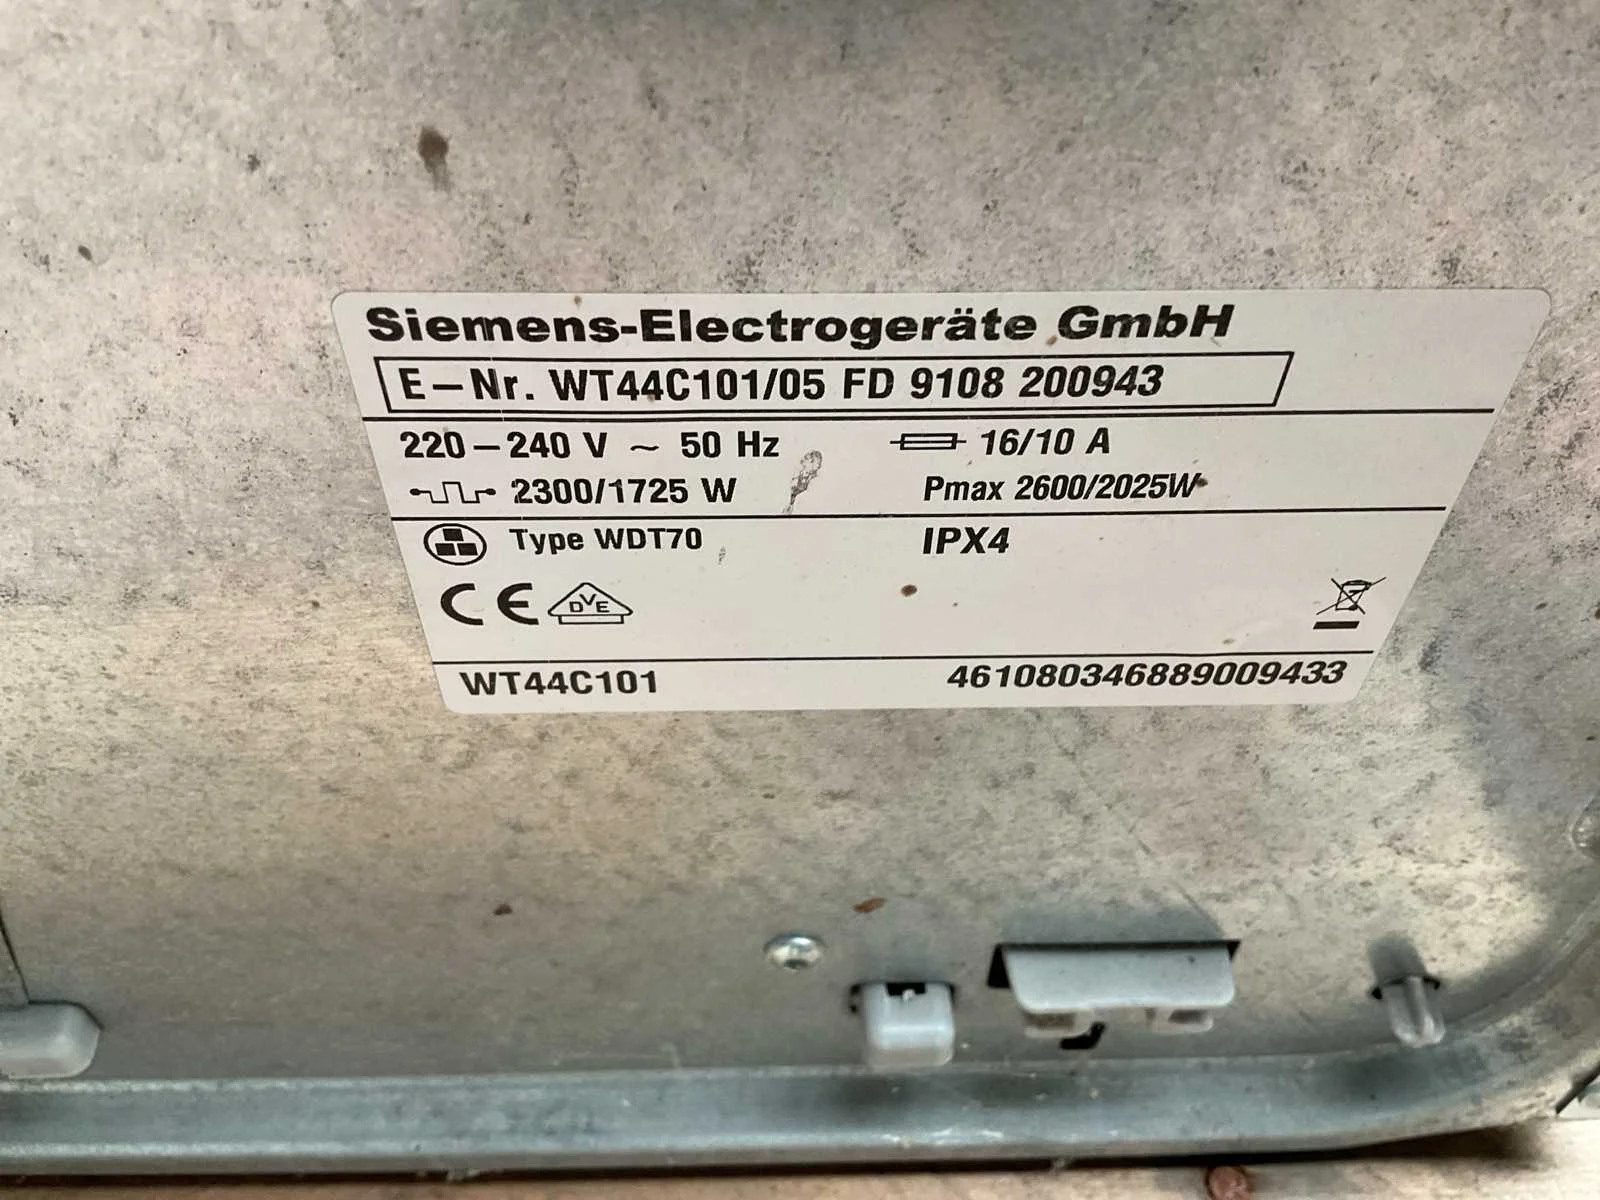 Siemens-Electrogeräte GmbH
E-Nr. WT44C101/05 FD 9108 200943
220-240 V ~ 50 Hz 16/10 A
2300/1725 W Pmax 2600/2025W
Type WDT70 IPX4
CE DVE
WT44C101 461080346889009433